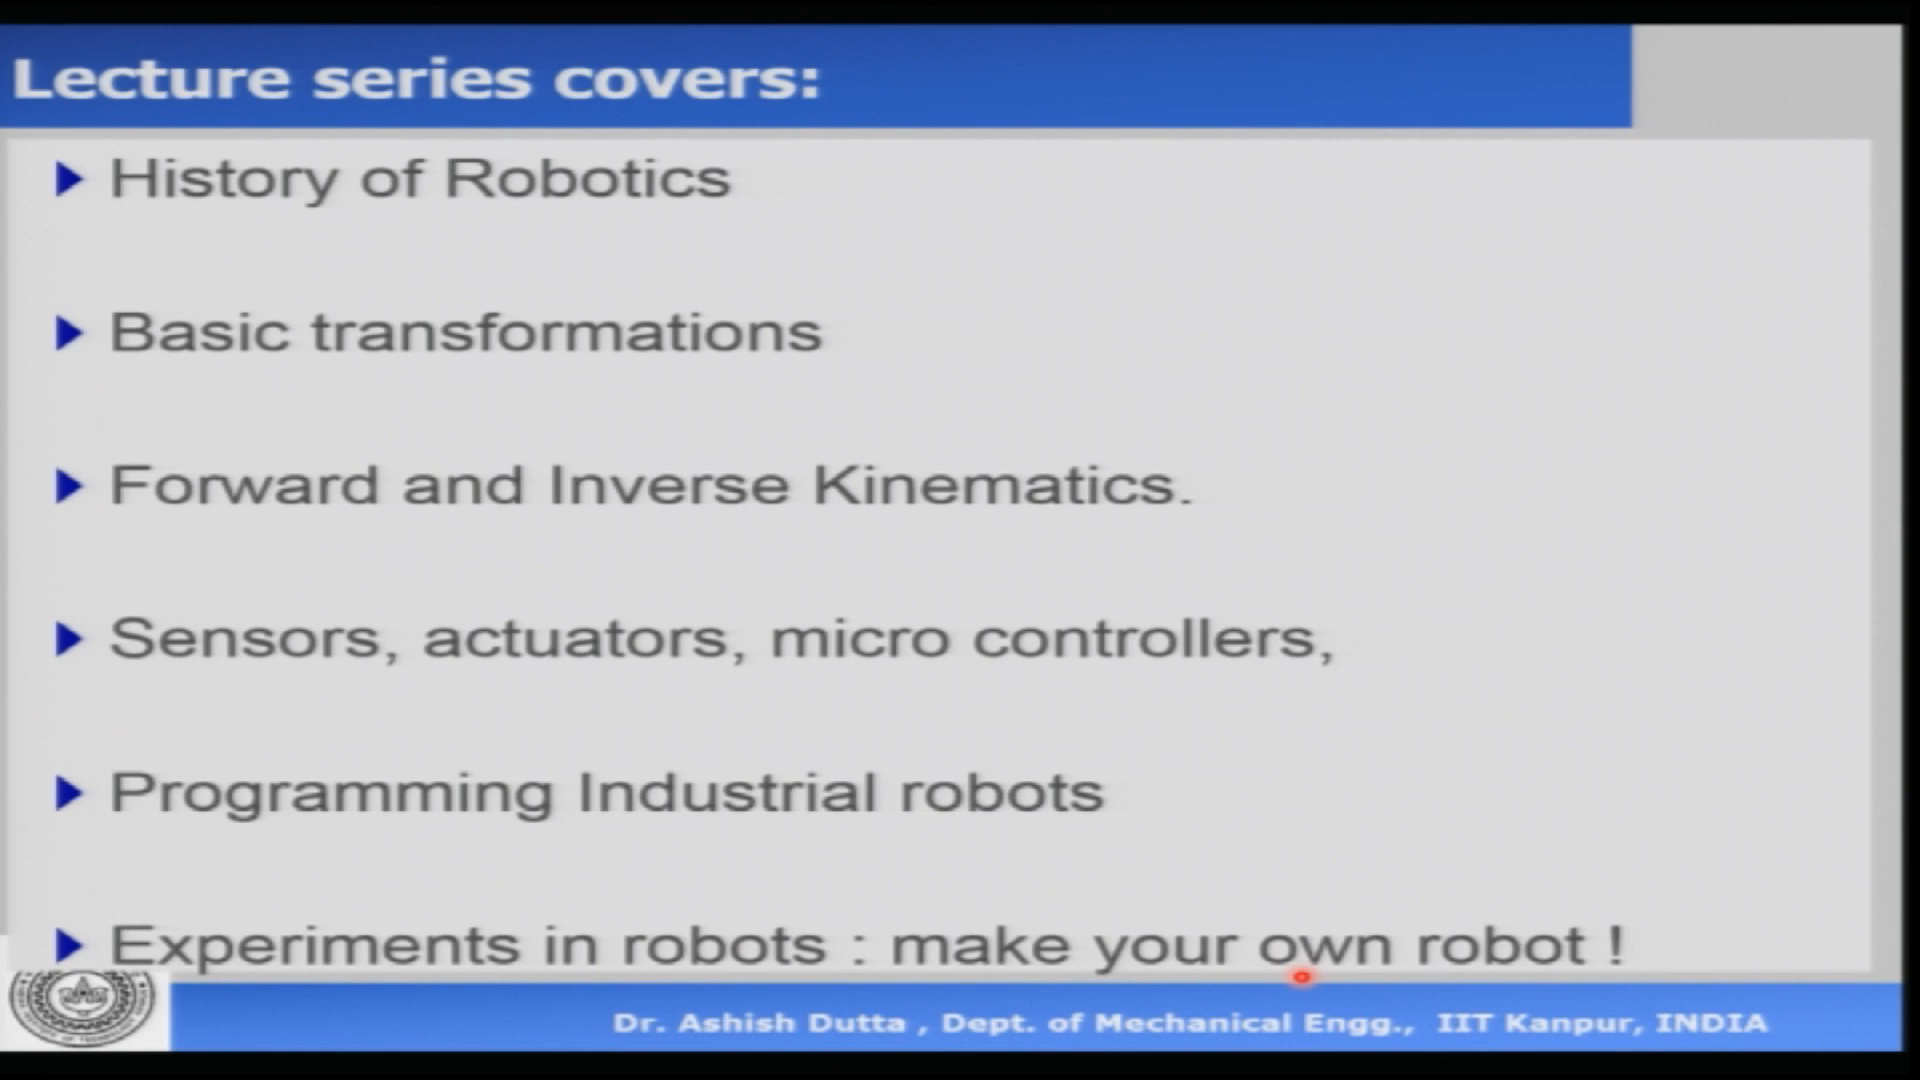 Lecture series covers:
History of Robotics
Basic transformations
Forward and Inverse Kinematics.
Sensors, actuators, micro controllers,
Programming Industrial robots
Experiments in robots : make your own robot !
Dr. Ashish Dutta , Dept. of Mechanical Engg., IIT Kanpur, INDIA